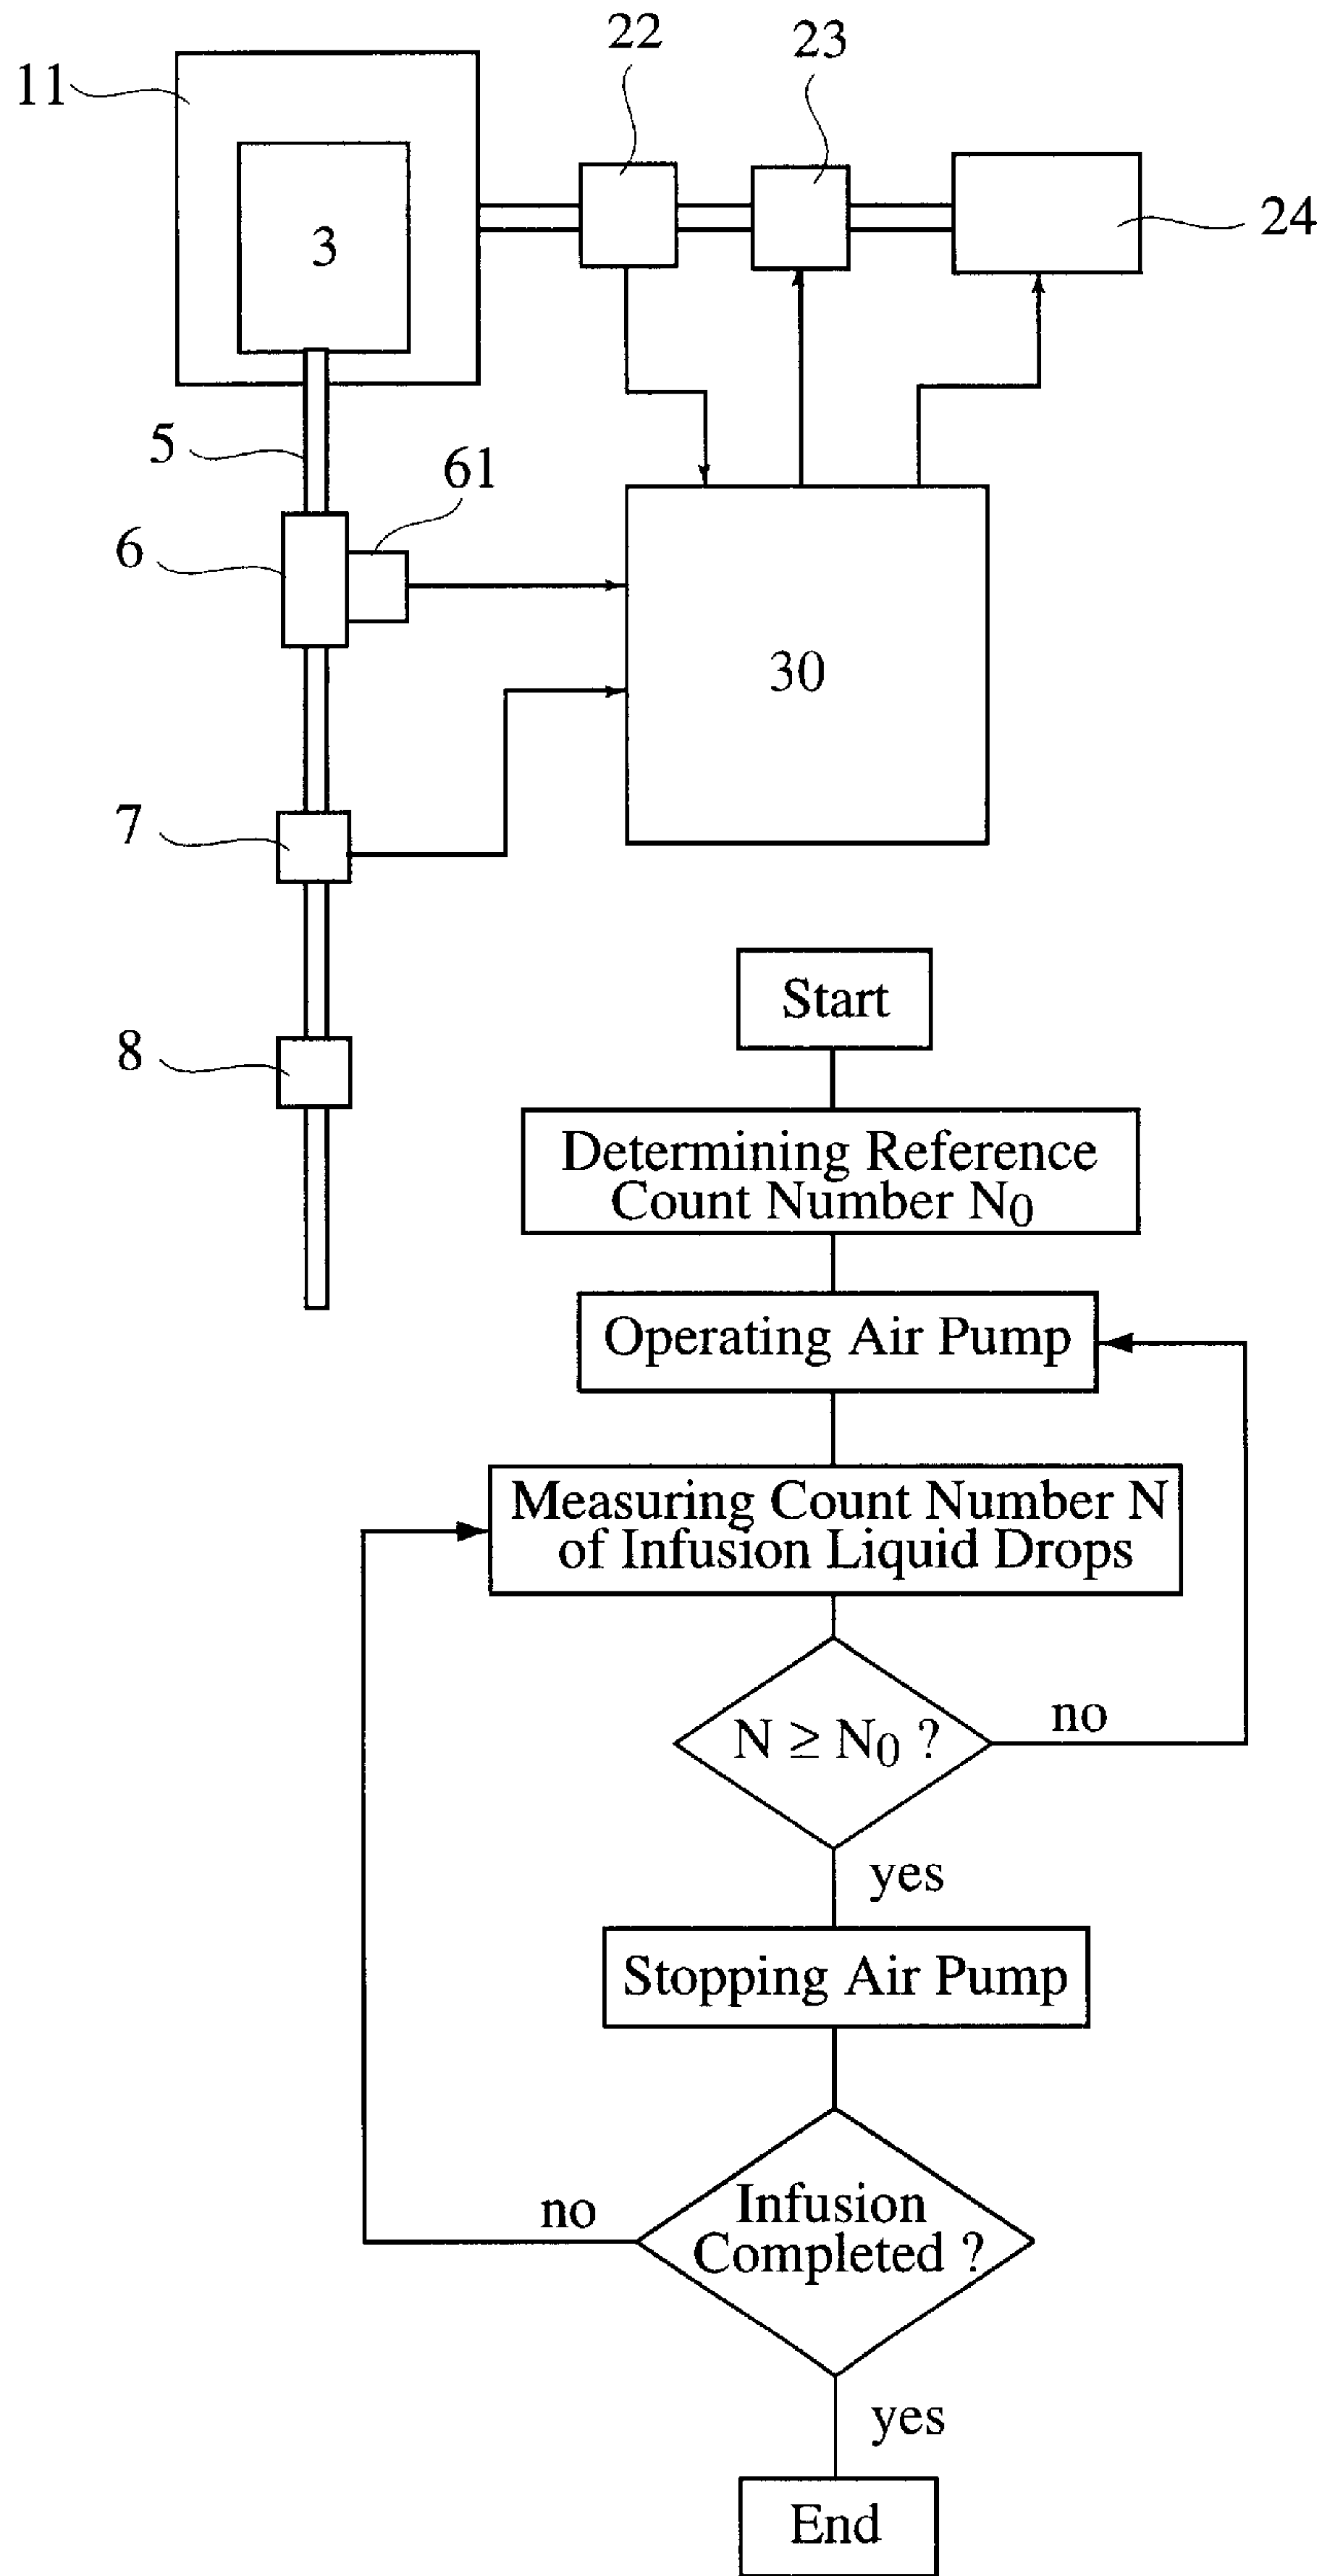 22
23
11
3
24
5
61
6
30
7
8
Start
Determining Reference
Count Number N0
Operating Air Pump
Measuring Count Number N
of Infusion Liquid Drops
N ≥ N0 ?
no
yes
Stopping Air Pump
Infusion
Completed ?
no
yes
End